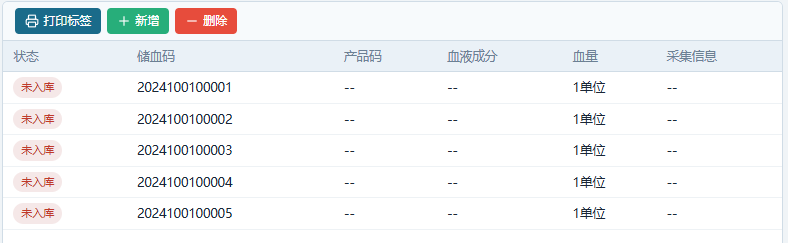 打印标签 新增 删除
状态 储血码 产品码 血液成分 血量 采集信息
未入库 2024100100001 -- -- 1单位 --
未入库 2024100100002 -- -- 1单位 --
未入库 2024100100003 -- -- 1单位 --
未入库 2024100100004 -- -- 1单位 --
未入库 2024100100005 -- -- 1单位 --